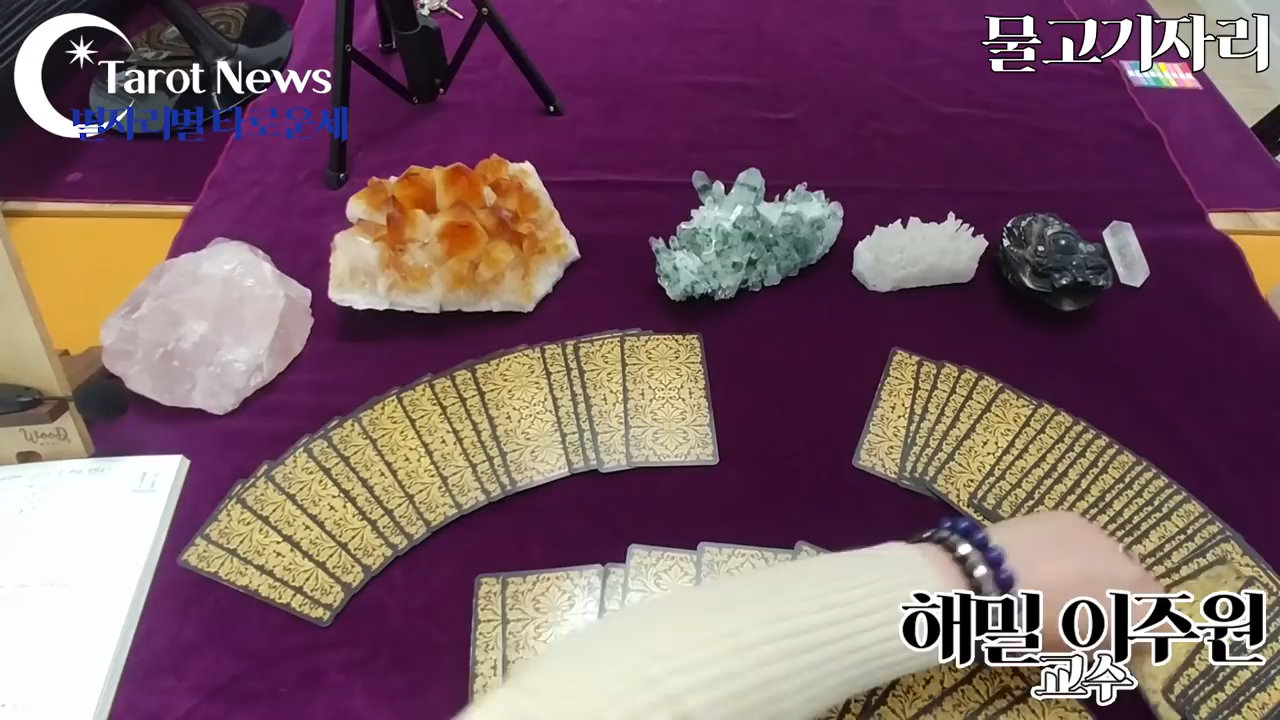 Tarot News
별자리별 타로운세
물고기자리
WOOD
해밀 이주원
교수